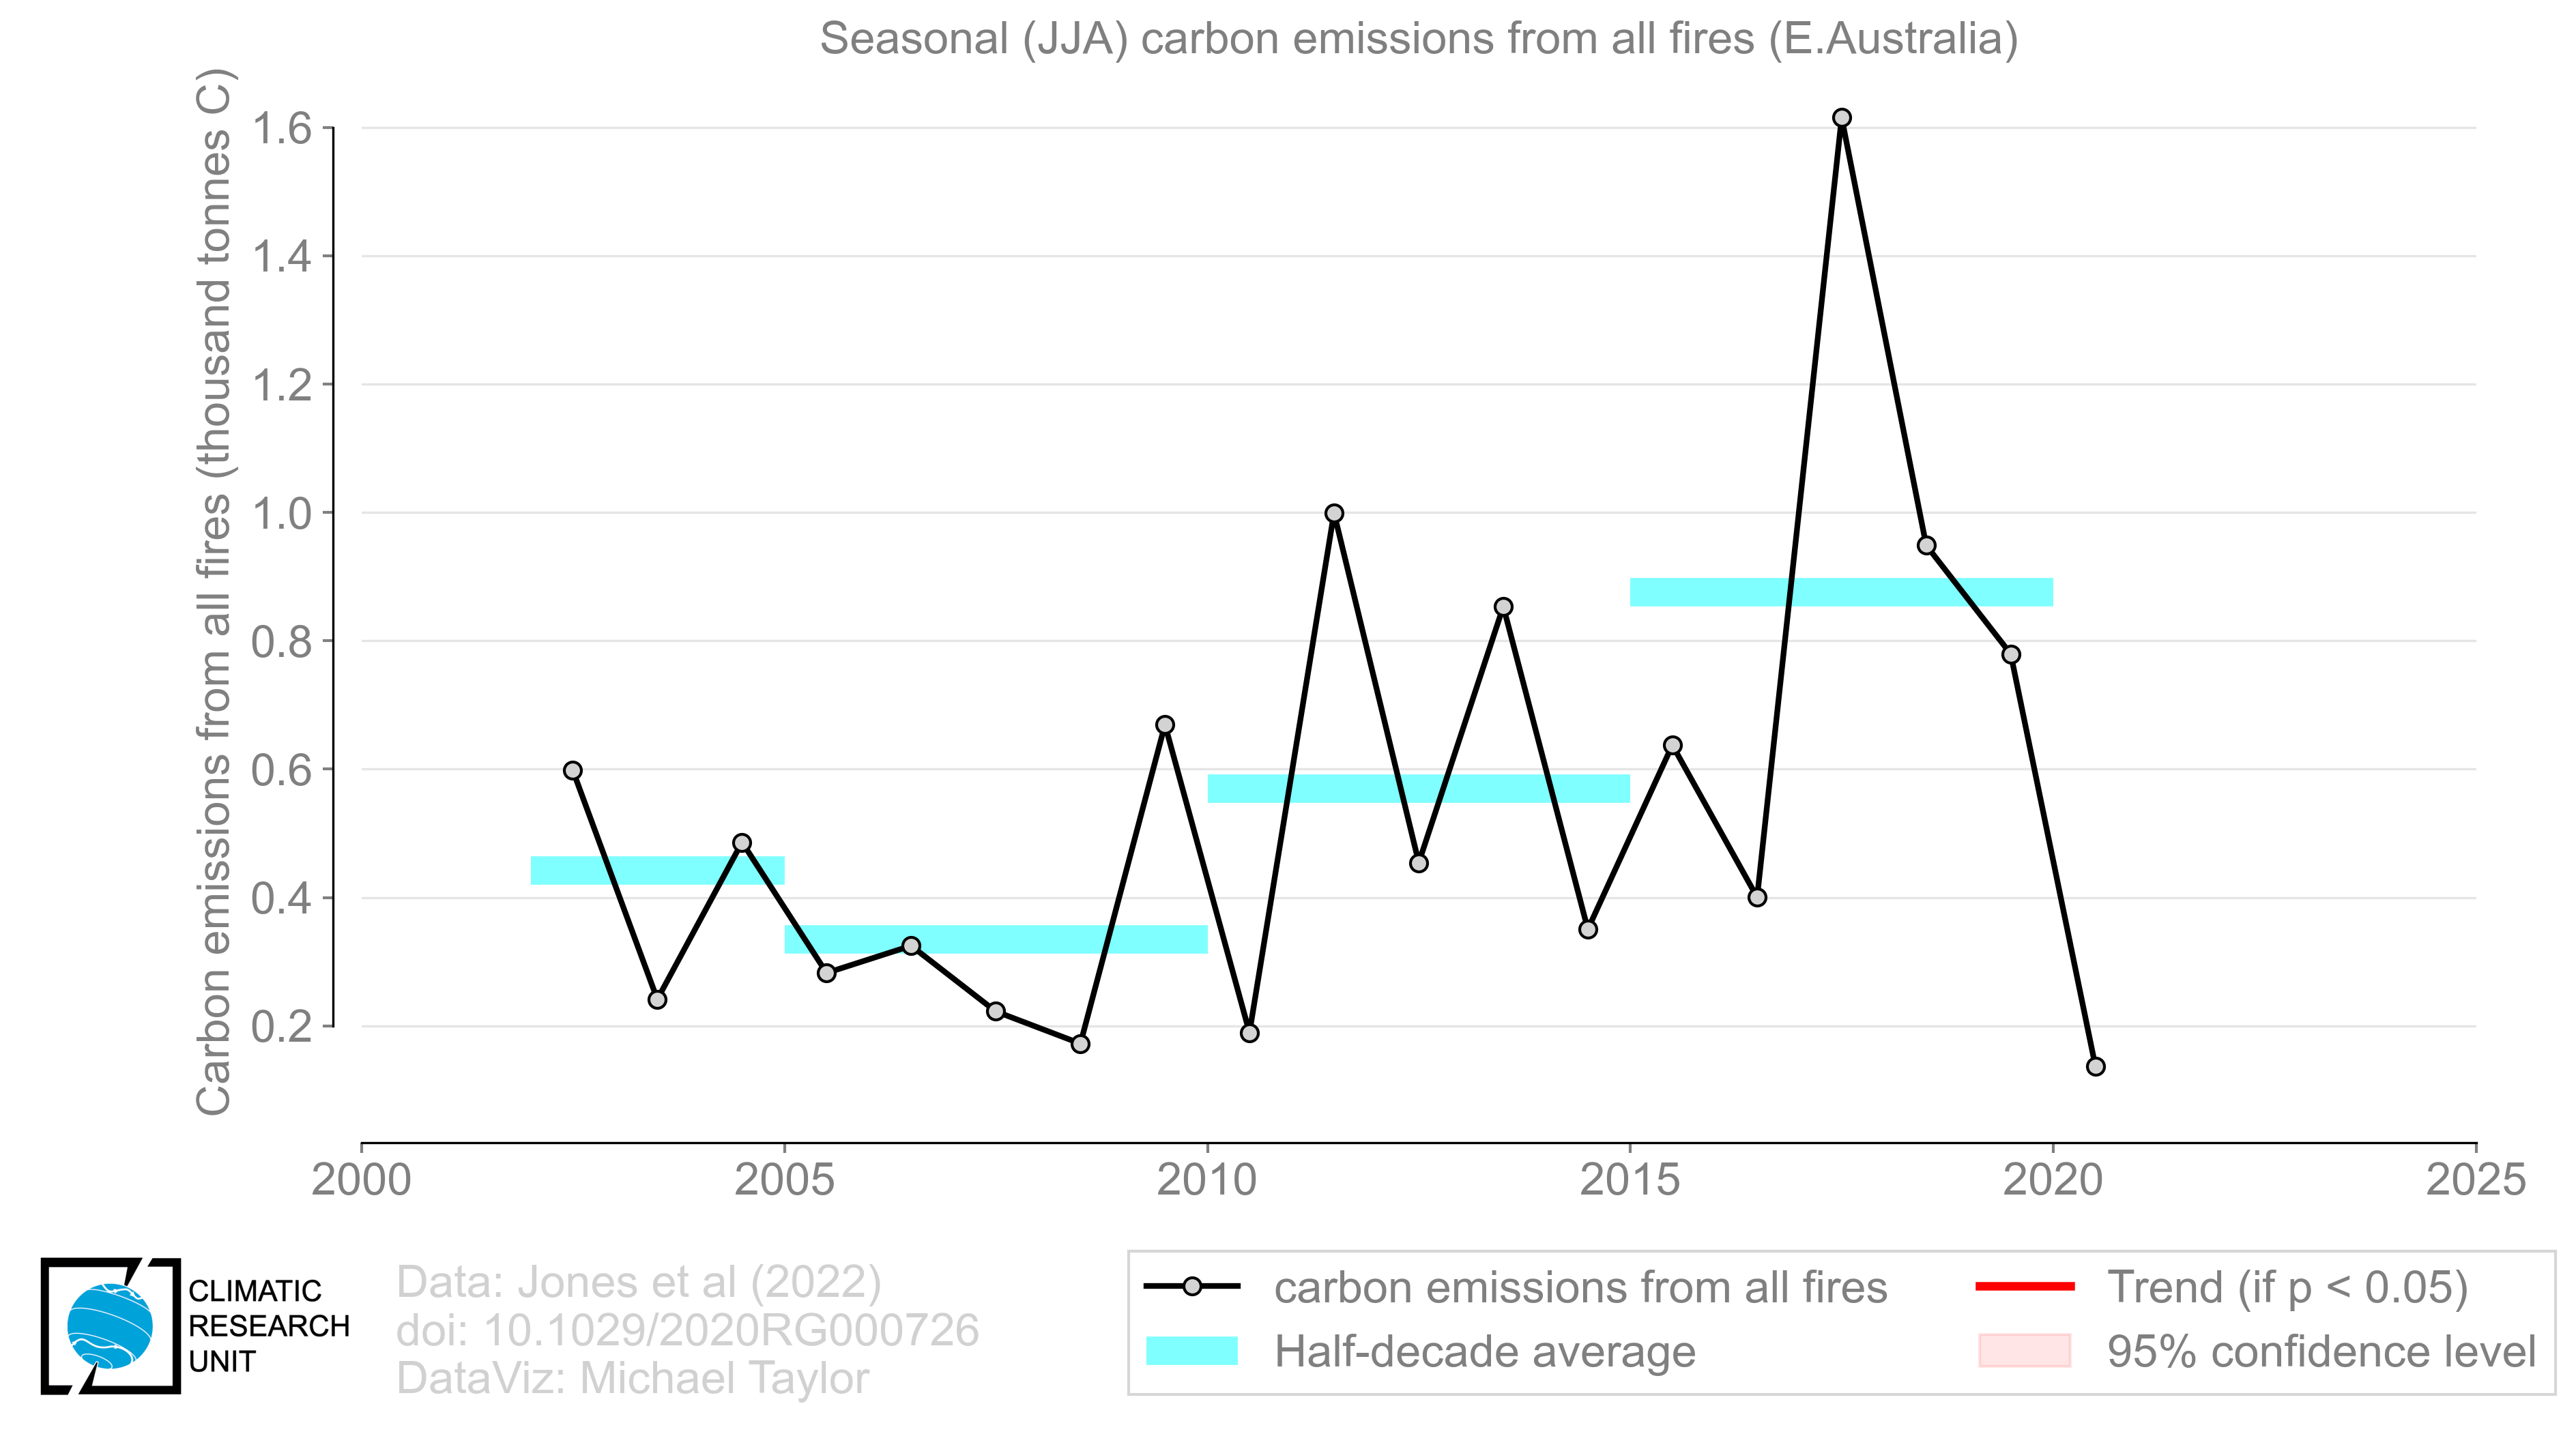 Seasonal (JJA) carbon emissions from all fires (E.Australia)
Carbon emissions from all fires (thousand tonnes C)
1.6
1.4
1.2
1.0
0.8
0.6
0.4
0.2
2000 2005 2010 2015 2020 2025
CLIMATIC
RESEARCH
UNIT
Data: Jones et al (2022)
doi: 10.1029/2020RG000726
DataViz: Michael Taylor
carbon emissions from all fires
Half-decade average
Trend (if p < 0.05)
95% confidence level